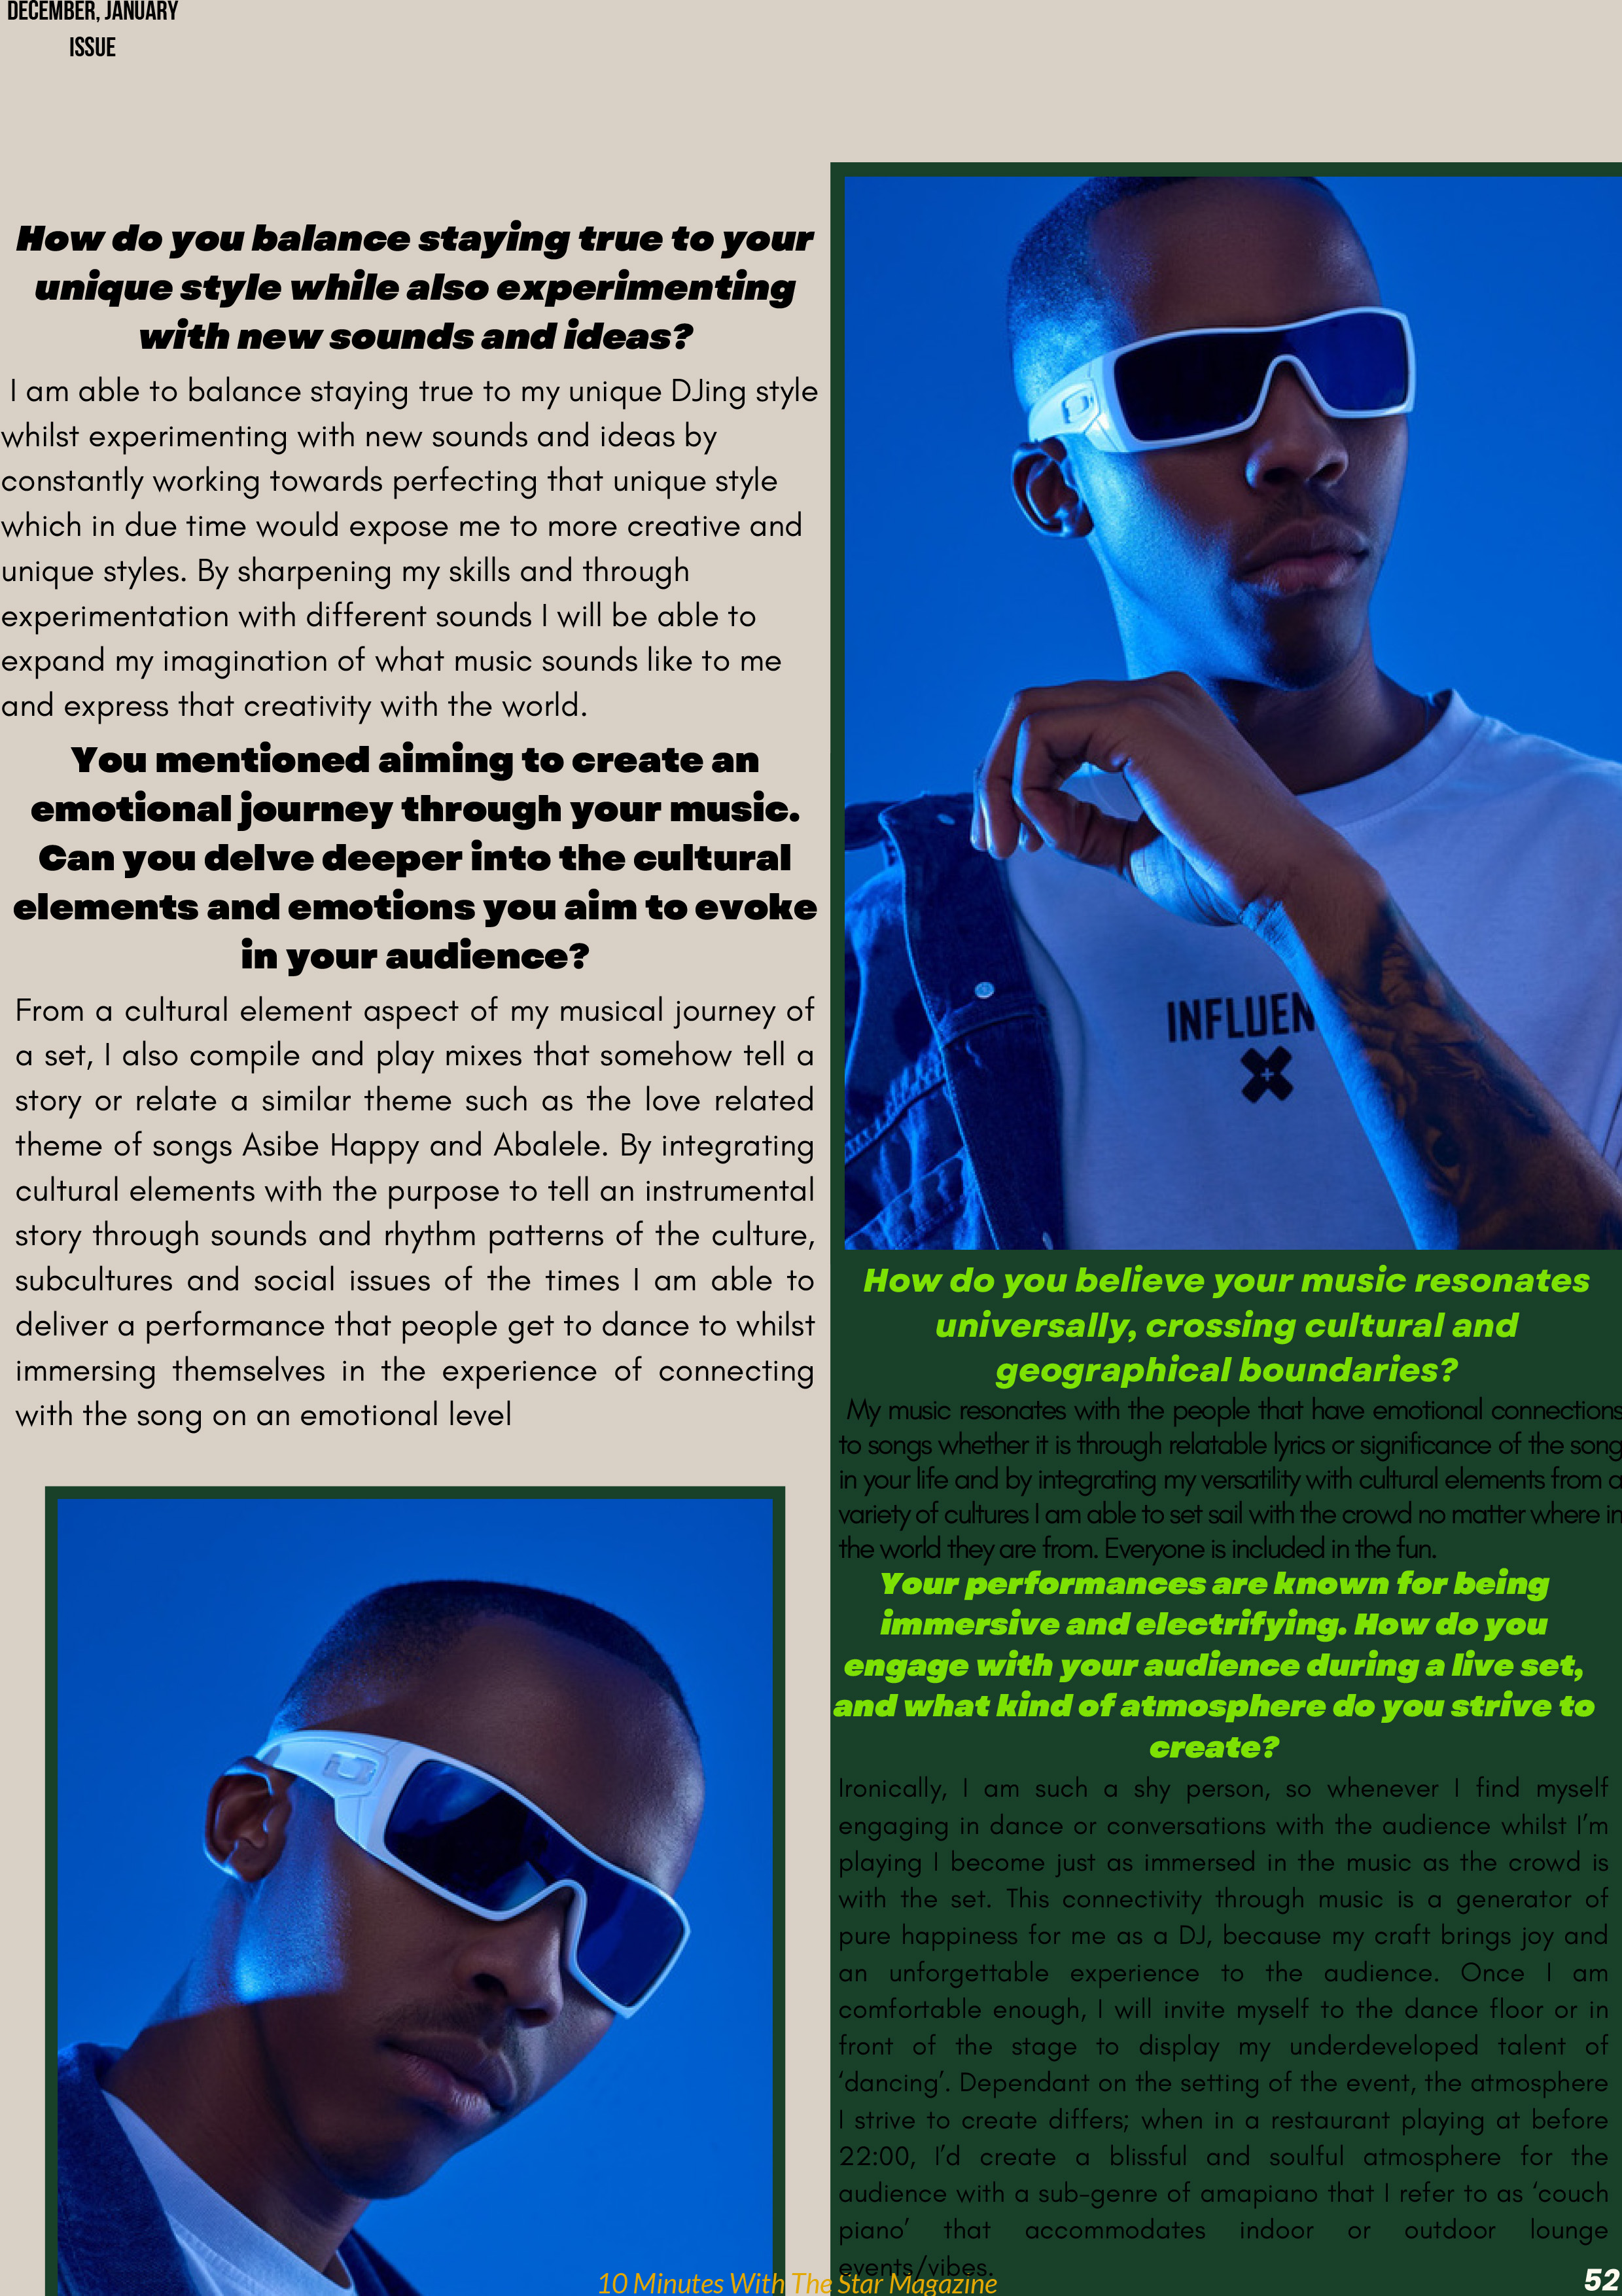 DECEMBER, JANUARY
ISSUE
How do you balance staying true to your
unique style while also experimenting
with new sounds and ideas?
I am able to balance staying true to my unique DJing style
whilst experimenting with new sounds and ideas by
constantly working towards perfecting that unique style
which in due time would expose me to more creative and
unique styles. By sharpening my skills and through
experimentation with different sounds I will be able to
expand my imagination of what music sounds like to me
and express that creativity with the world.
You mentioned aiming to create an
emotional journey through your music.
Can you delve deeper into the cultural
elements and emotions you aim to evoke
in your audience?
From a cultural element aspect of my musical journey of
a set, I also compile and play mixes that somehow tell a
story or relate a similar theme such as the love related
theme of songs Asibe Happy and Abalele. By integrating
cultural elements with the purpose to tell an instrumental
story through sounds and rhythm patterns of the culture,
subcultures and social issues of the times I am able to
deliver a performance that people get to dance to whilst
immersing themselves in the experience of connecting
with the song on an emotional level
INFLUEN
How do you believe your music resonates
universally, crossing cultural and
geographical boundaries?
My music resonates with the people that have emotional connections
to songs whether it is through relatable lyrics or significance of the song
in your life and by integrating my versatility with cultural elements from a
variety of cultures I am able to set sail with the crowd no matter where in
the world they are from. Everyone is included in the fun.
Your performances are known for being
immersive and electrifying. How do you
engage with your audience during a live set,
and what kind of atmosphere do you strive to
create?
Ironically, I am such a shy person, so whenever I find myself
engaging in dance or conversations with the audience whilst I'm
playing I become just as immersed in the music as the crowd is
with the set. This connectivity through music is a generator of
pure happiness for me as a DJ, because my craft brings joy and
an unforgettable experience to the audience. Once I am
comfortable enough, I will invite myself to the dance floor or in
front of the stage to display my underdeveloped talent of
'dancing'. Dependant on the setting of the event, the atmosphere
I strive to create differs; when in a restaurant playing at before
22:00, I'd create a blissful and soulful atmosphere for the
audience with a sub-genre of amapiano that I refer to as 'couch
piano' that accommodates indoor or outdoor lounge
events/vibes.
10 Minutes With The Star Magazine
52